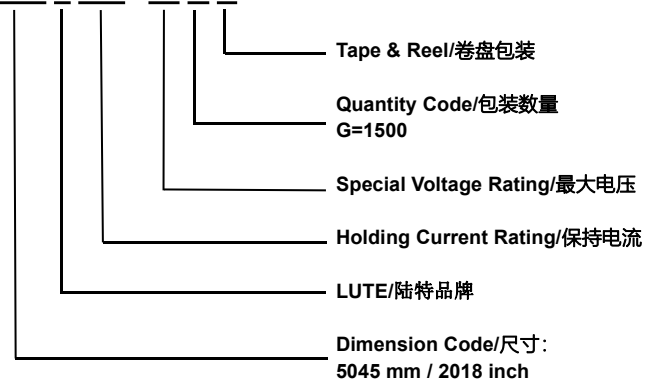 Tape & Reel/卷盘包装
Quantity Code/包装数量
G=1500
Special Voltage Rating/最大电压
Holding Current Rating/保持电流
LUTE/陆特品牌
Dimension Code/尺寸：
5045 mm / 2018 inch